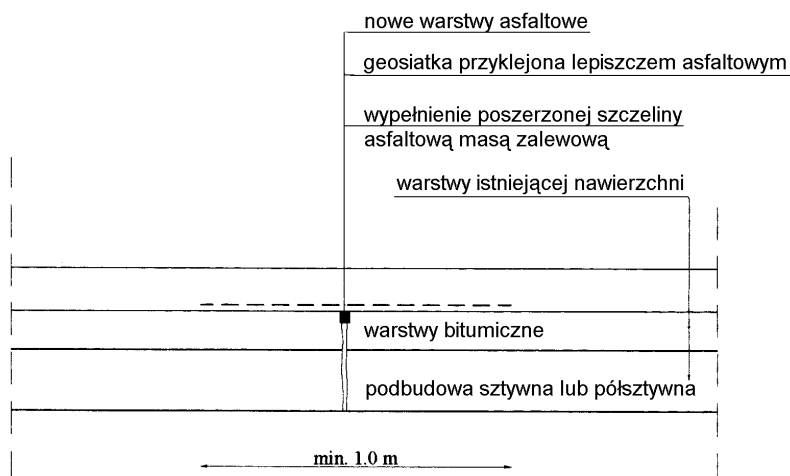 nowe warstwy asfaltowe
geosiatka przyklejona lepiszczem asfaltowym
wypełnienie poszerzonej szczeliny
asfaltową masą zalewową
warstwy istniejącej nawierzchni
warstwy bitumiczne
podbudowa sztywna lub półsztywna
min. 1.0 m